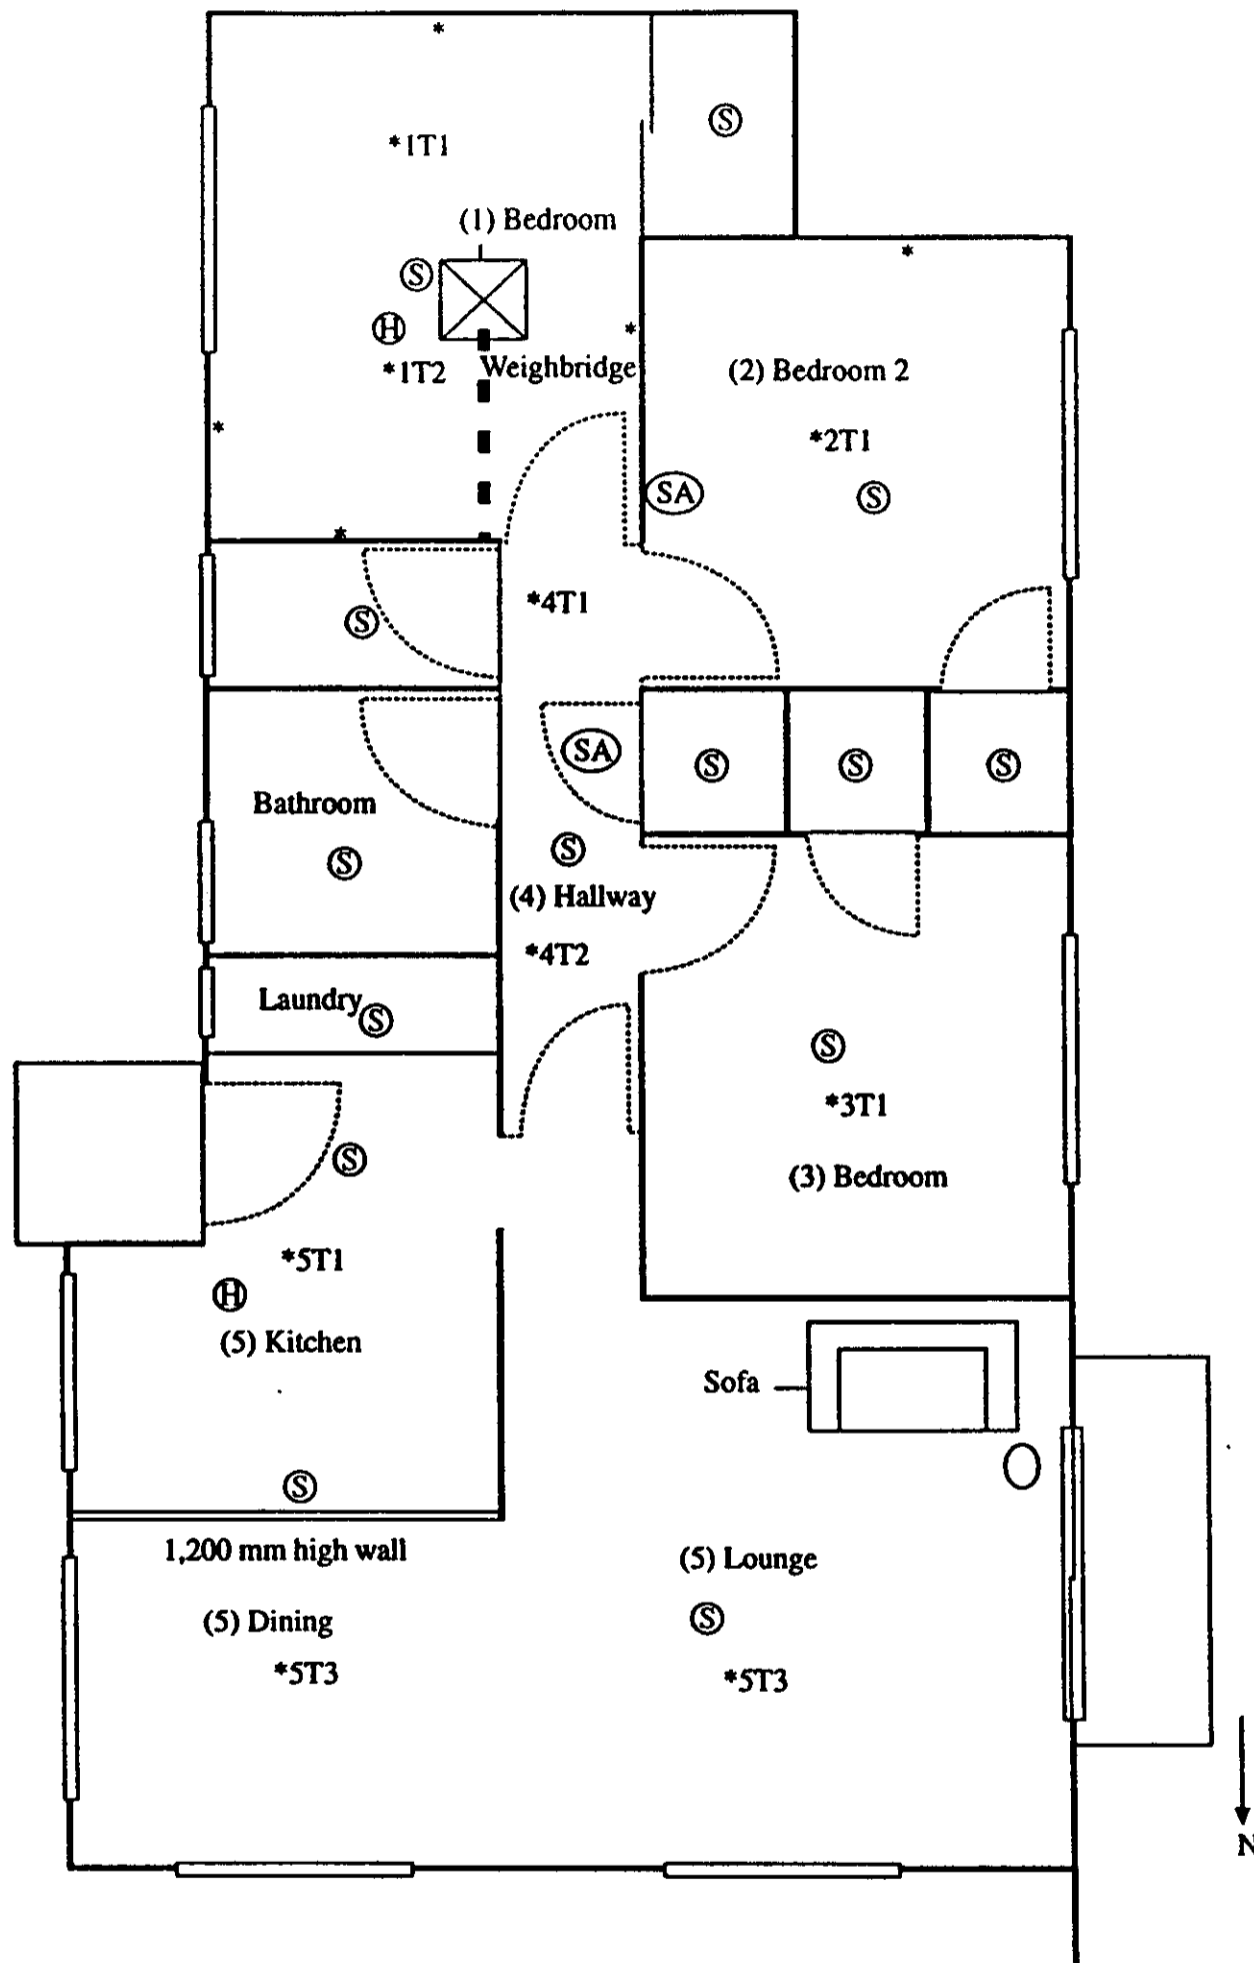 *
S
*1T1
(1) Bedroom
*
S
H
*
*1T2
Weighbridge
(2) Bedroom 2
*
*2T1
SA
S
*
*4T1
S
SA
S
S
S
Bathroom
S
S
(4) Hallway
*4T2
Laundry
S
S
*3T1
S
(3) Bedroom
*5T1
H
(5) Kitchen
Sofa
S
1,200 mm high wall
(5) Lounge
(5) Dining
S
*5T3
*5T3
N